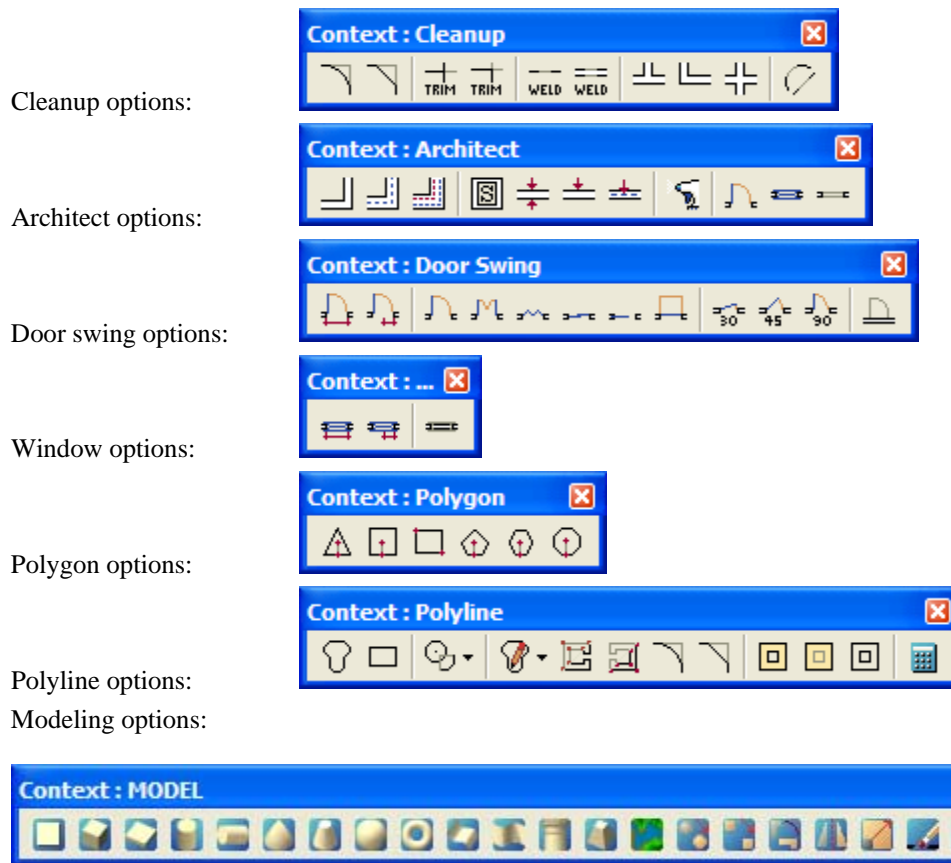 Context : Cleanup
TRIM TRIM WELD WELD
Cleanup options:
Context : Architect
S
Architect options:
Context : Door Swing
30 45 90
Door swing options:
Context : ...
Window options:
Context : Polygon
Polygon options:
Context : Polyline
Polyline options:
Modeling options:
Context : MODEL